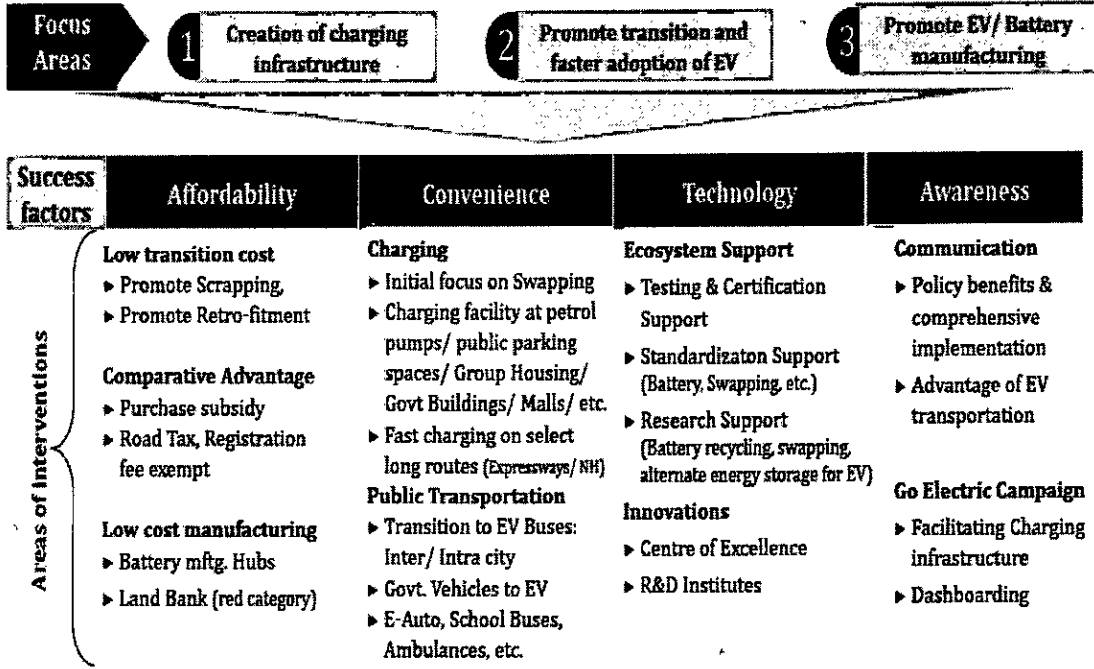 Focus
Areas
1
Creation of charging
infrastructure
2
Promote transition and
faster adoption of EV
3
Promote EV/ Battery
manufacturing
Success
factors
Affordability
Convenience
Technology
Awareness
Areas of interventions
Low transition cost
▸ Promote Scrapping,
▸ Promote Retro-fitment
Comparative Advantage
▸ Purchase subsidy
▸ Road Tax, Registration
fee exempt
Low cost manufacturing
▸ Battery mftg. Hubs
▸ Land Bank (red category)
Charging
▸ Initial focus on Swapping
▸ Charging facility at petrol
pumps/ public parking
spaces/ Group Housing/
Govt Buildings/ Malls/ etc.
▸ Fast charging on select
long routes (Expressways/ NH)
Public Transportation
▸ Transition to EV Buses:
Inter/ Intra city
▸ Govt. Vehicles to EV
▸ E-Auto, School Buses,
Ambulances, etc.
Ecosystem Support
▸ Testing & Certification
Support
▸ Standardizaton Support
(Battery, Swapping, etc.)
▸ Research Support
(Battery recycling, swapping,
alternate energy storage for EV)
Innovations
▸ Centre of Excellence
▸ R&D Institutes
Communication
▸ Policy benefits &
comprehensive
implementation
▸ Advantage of EV
transportation
Go Electric Campaign
▸ Facilitating Charging
infrastructure
▸ Dashboarding